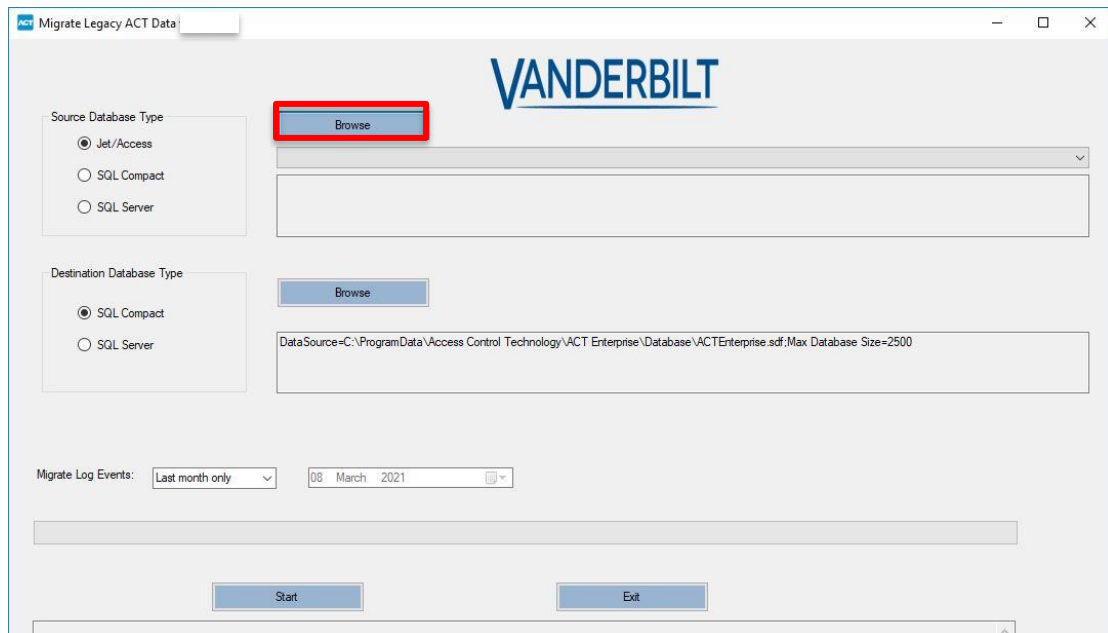 ACT Migrate Legacy ACT Data
VANDERBILT
Source Database Type
Browse
Jet/Access
SQL Compact
SQL Server
Destination Database Type
Browse
SQL Compact
SQL Server
DataSource=C:\ProgramData\Access Control Technology\ACT Enterprise\Database\ACTEnterprise.sdf;Max Database Size=2500
Migrate Log Events: Last month only 08 March 2021
Start Exit